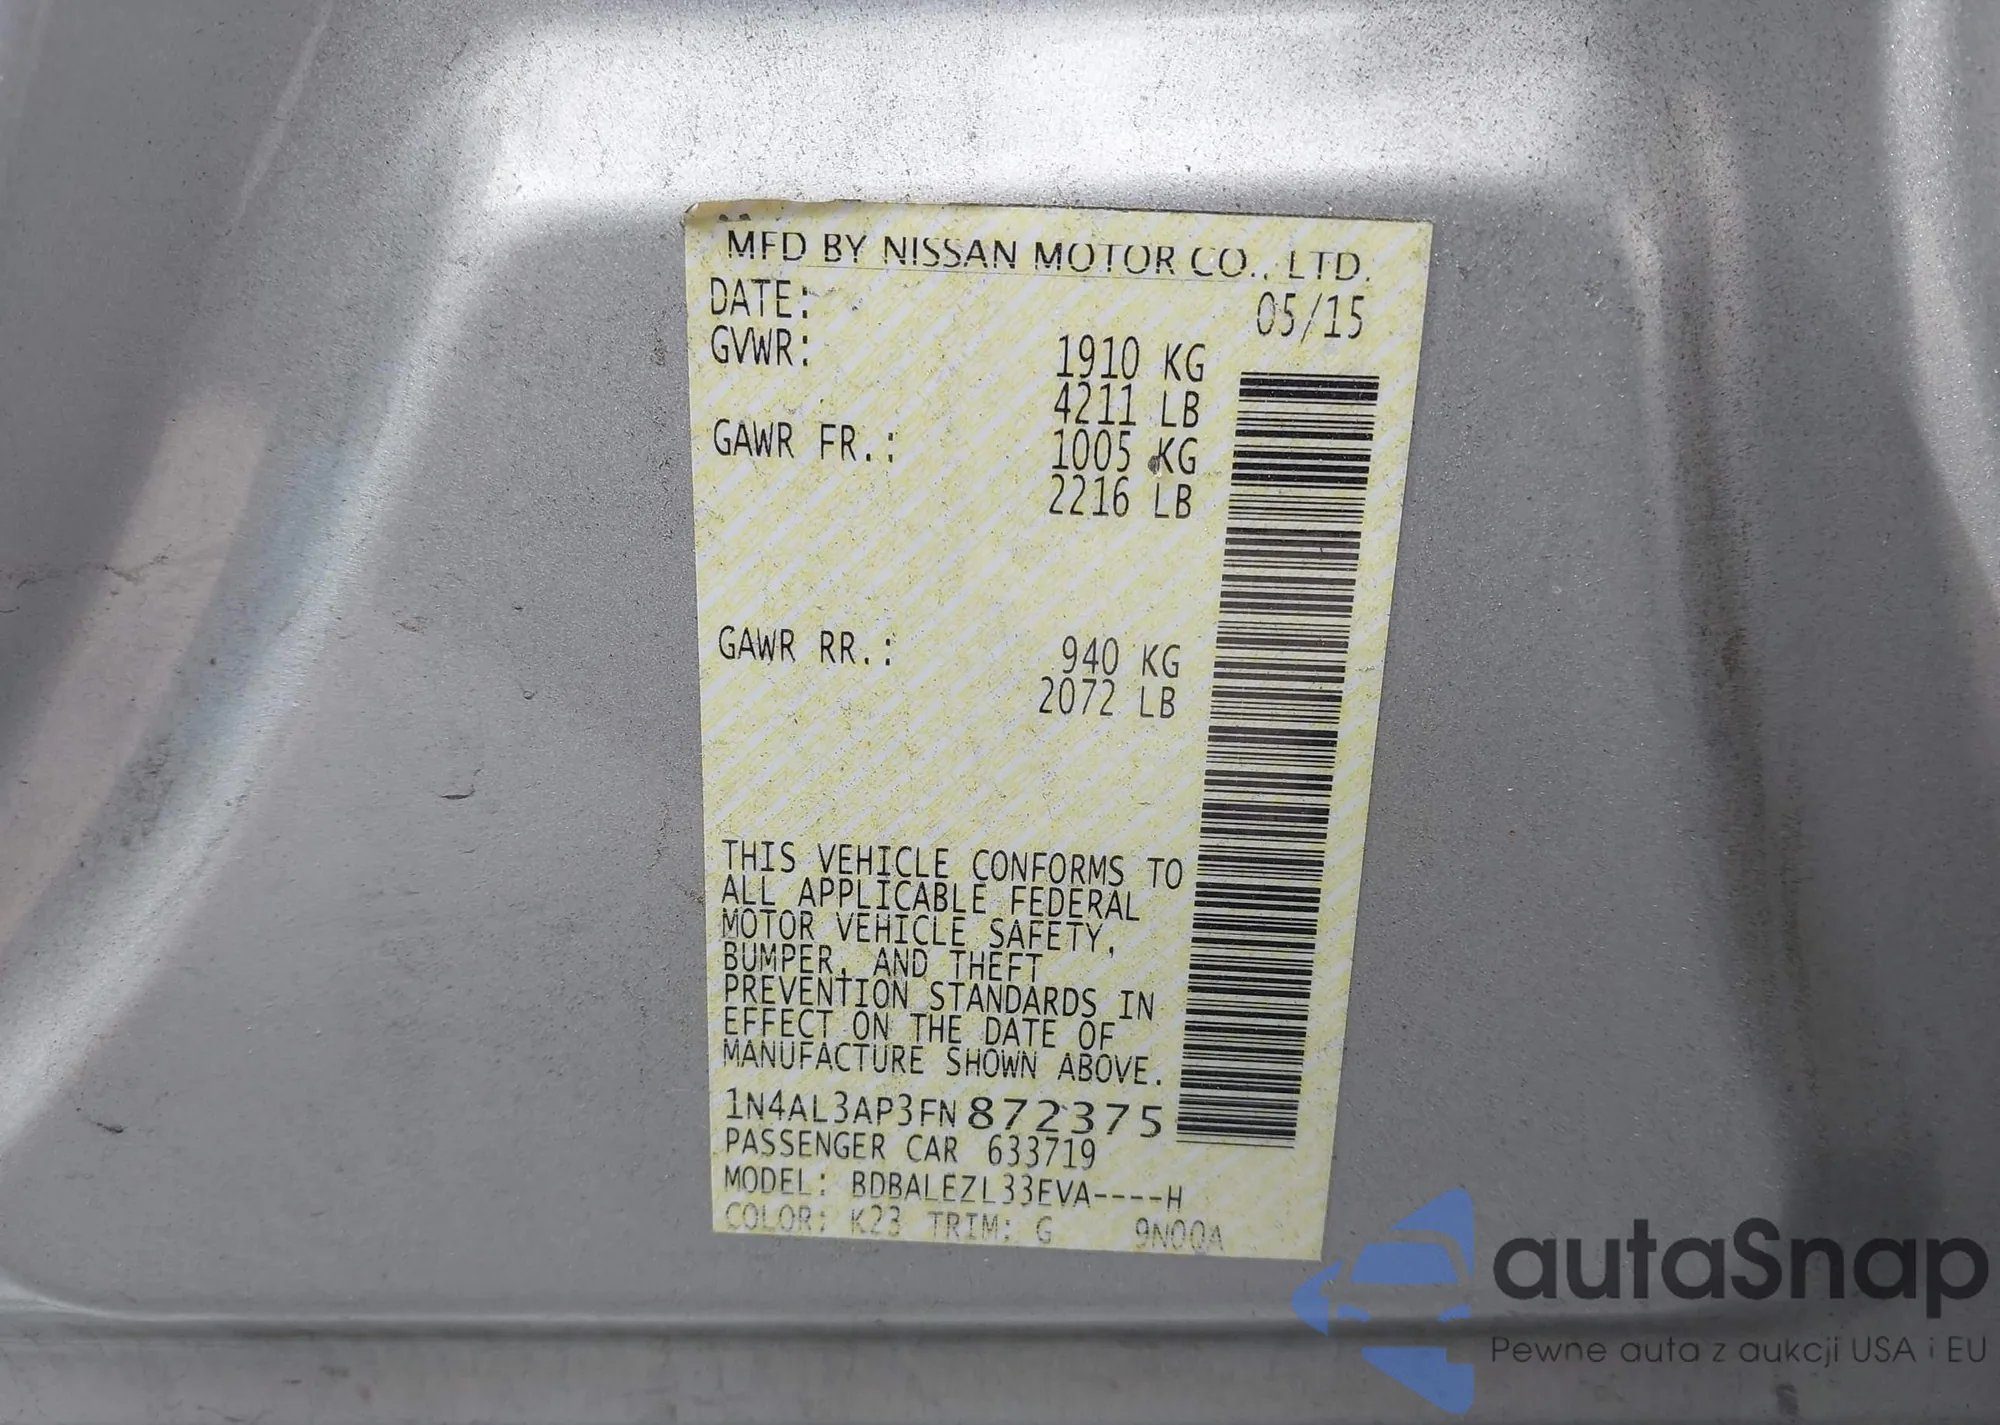 MFD BY NISSAN MOTOR CO., LTD.
DATE: 05/15
GVWR: 1910 KG
4211 LB
GAWR FR.: 1005 KG
2216 LB
GAWR RR.: 940 KG
2072 LB
THIS VEHICLE CONFORMS TO
ALL APPLICABLE FEDERAL
MOTOR VEHICLE SAFETY,
BUMPER, AND THEFT
PREVENTION STANDARDS IN
EFFECT ON THE DATE OF
MANUFACTURE SHOWN ABOVE.
1N4AL3AP3FN872375
PASSENGER CAR 633719
MODEL: BDBALEZL33EVA----H
COLOR: K23 TRIM: G 9N00A
autaSnap
Pewne auta z aukcji USA i EU